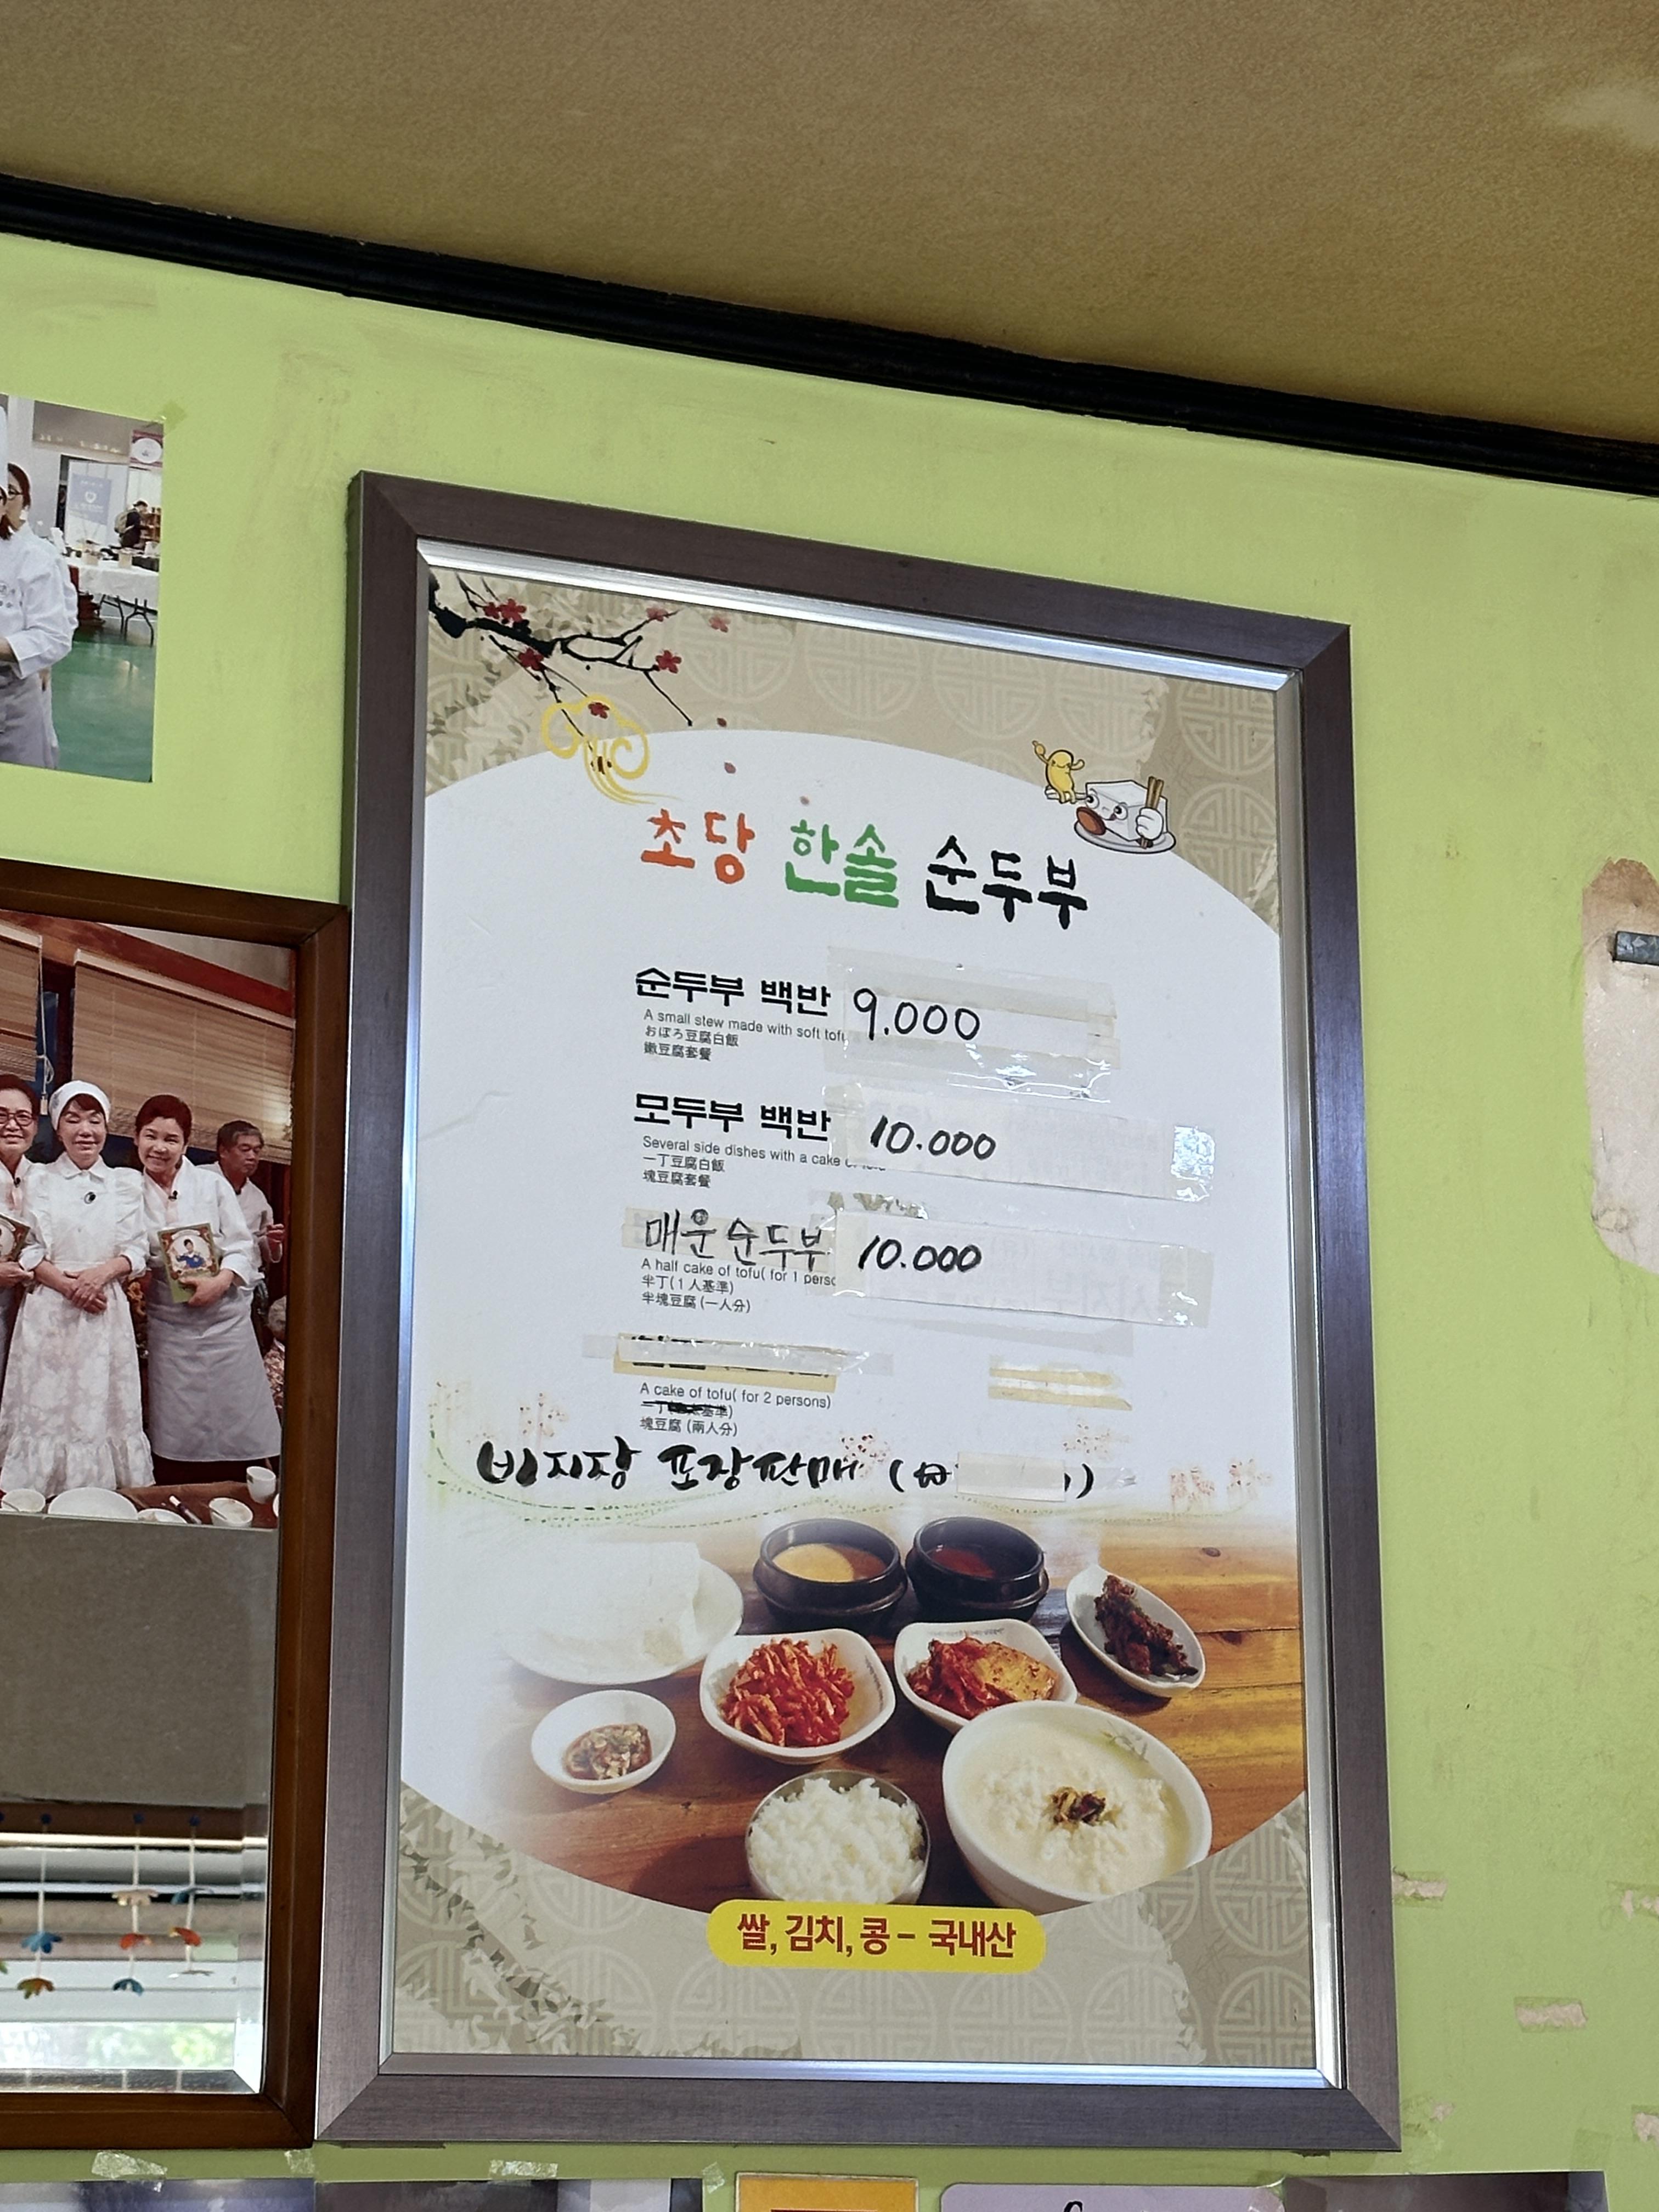 초당 한솔 순두부
순두부 백반 9.000
A small stew made with soft
おぼろ豆腐白飯
嫩豆腐套餐
모두부 백반 10.000
Several side dishes with a cake
一丁豆腐白飯
塊豆腐套餐
매운순두부 10.000
A half cake of tofu( for 1
半丁(1人基準)
半塊豆腐 (一人分)
A cake of tofu( for 2 persons)
塊豆腐 (兩人分)
비지장 포장판매
쌀, 김치, 콩 - 국내산